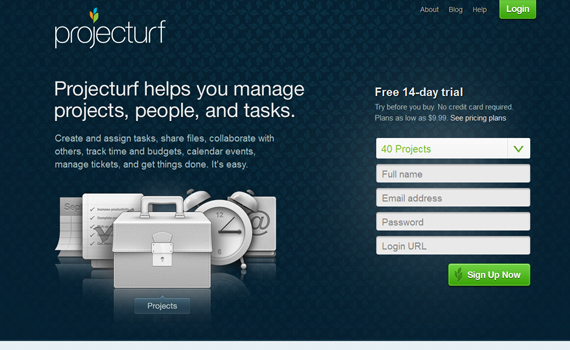 projecturf
About Blog Help Login
Projecturf helps you manage
projects, people, and tasks.
Create and assign tasks, share files, collaborate with
others, track time and budgets, calendar events,
manage tickets, and get things done. It's easy.
Free 14-day trial
Try before you buy. No credit card required.
Plans as low as $9.99. See pricing plans
40 Projects
Full name
Email address
Password
Login URL
Sign Up Now
12
3
@
Projects